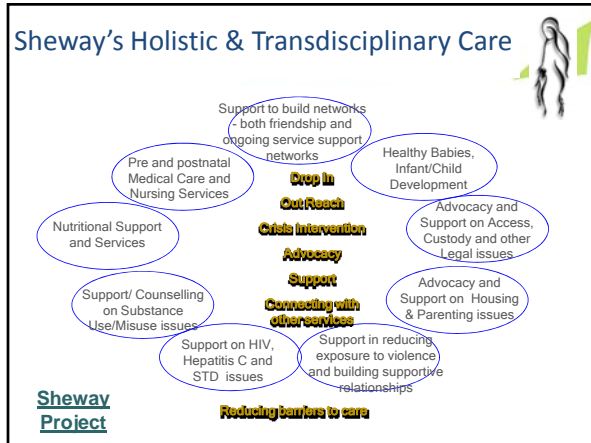 Sheway's Holistic & Transdisciplinary Care
Support to build networks
- both friendship and
ongoing service support
networks
Pre and postnatal
Medical Care and
Nursing Services
Healthy Babies,
Infant/Child
Development
Nutritional Support
and Services
Advocacy and
Support on Access,
Custody and other
Legal issues
Support/ Counselling
on Substance
Use/Misuse issues
Advocacy and
Support on Housing
& Parenting issues
Support on HIV,
Hepatitis C and
STD issues
Support in reducing
exposure to violence
and building supportive
relationships
Drop In
Out Reach
Crisis Intervention
Advocacy
Support
Connecting with
other services
Reducing barriers to care
Sheway
Project